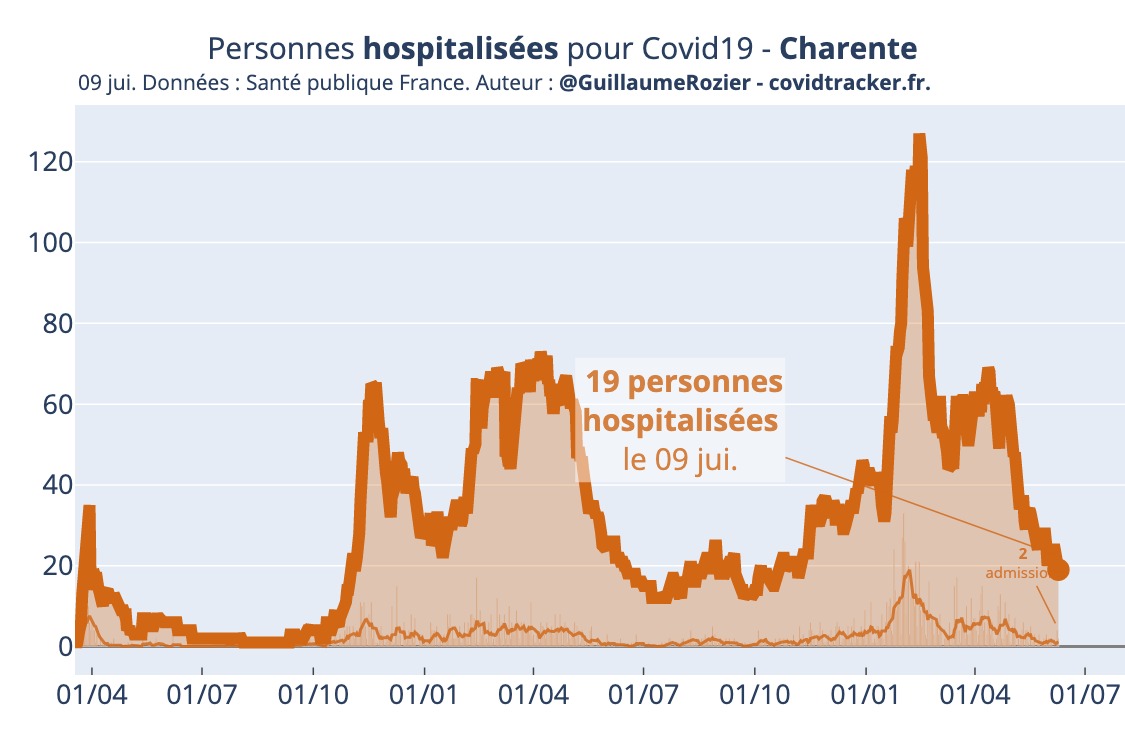 Personnes hospitalisées pour Covid19 - Charente
09 jui. Données : Santé publique France. Auteur : @GuillaumeRozier - covidtracker.fr.
120
100
80
60
40
20
0
19 personnes
hospitalisées
le 09 jui.
2
admissio
01/04 01/07 01/10 01/01 01/04 01/07 01/10 01/01 01/04 01/07